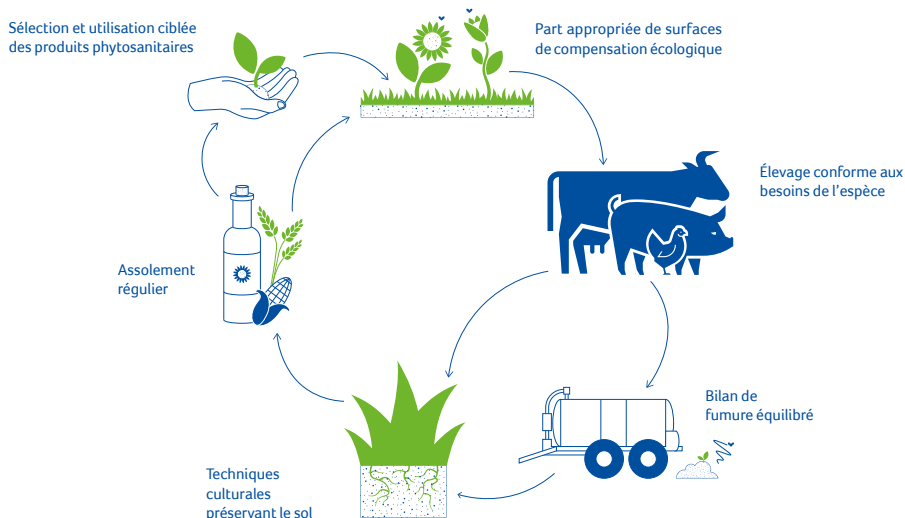 Sélection et utilisation ciblée
des produits phytosanitaires
Part appropriée de surfaces
de compensation écologique
Élevage conforme aux
besoins de l’espèce
Assolement
régulier
Bilan de
fumure équilibré
Techniques
culturales
préservant le sol